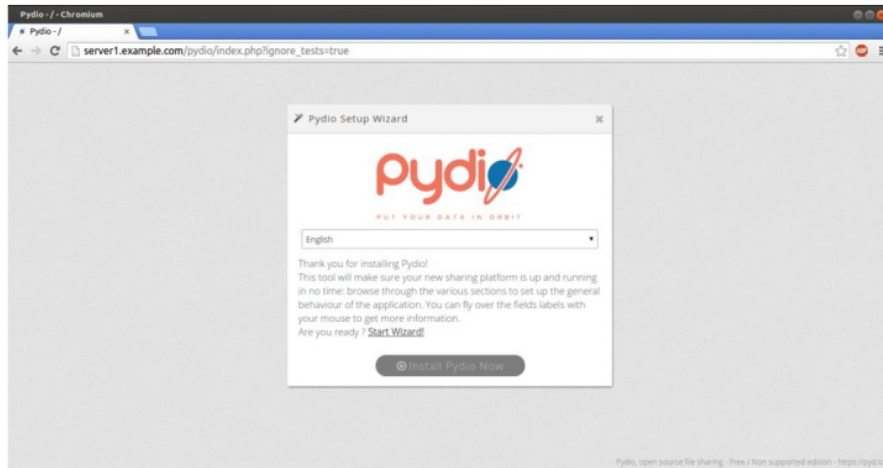 Pydio - / - Chromium
Pydio - /
server1.example.com/pydio/index.php?ignore_tests=true
ABP
Pydio Setup Wizard
pydio
PUT YOUR DATA IN ORBIT
English
Thank you for installing Pydio!
This tool will make sure your new sharing platform is up and running
in no time: browse through the various sections to set up the general
behaviour of the application. You can fly over the fields labels with
your mouse to get more information.
Are you ready ? Start Wizard!
Install Pydio Now
Pydio, open source file sharing - Free / Non supported edition - https://pyd.i